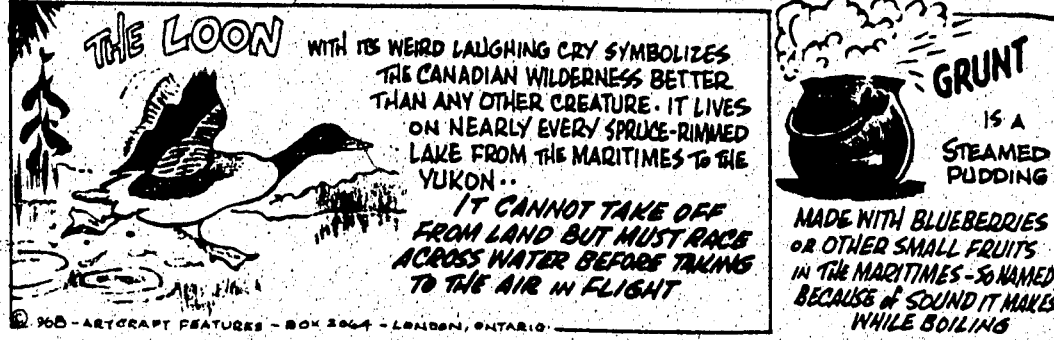 THE LOON
WITH ITS WEIRD LAUGHING CRY SYMBOLIZES
THE CANADIAN WILDERNESS BETTER
THAN ANY OTHER CREATURE. IT LIVES
ON NEARLY EVERY SPRUCE-RIMMED
LAKE FROM THE MARITIMES TO THE
YUKON..
IT CANNOT TAKE OFF
FROM LAND BUT MUST RACE
ACROSS WATER BEFORE TAKING
TO THE AIR IN FLIGHT
© 968 - ARTCRAFT FEATURES - BOX 2064 - LONDON, ONTARIO.
GRUNT
IS A
STEAMED
PUDDING
MADE WITH BLUEBERRIES
OR OTHER SMALL FRUITS
IN THE MARITIMES - SO NAMED
BECAUSE OF SOUND IT MAKES
WHILE BOILING